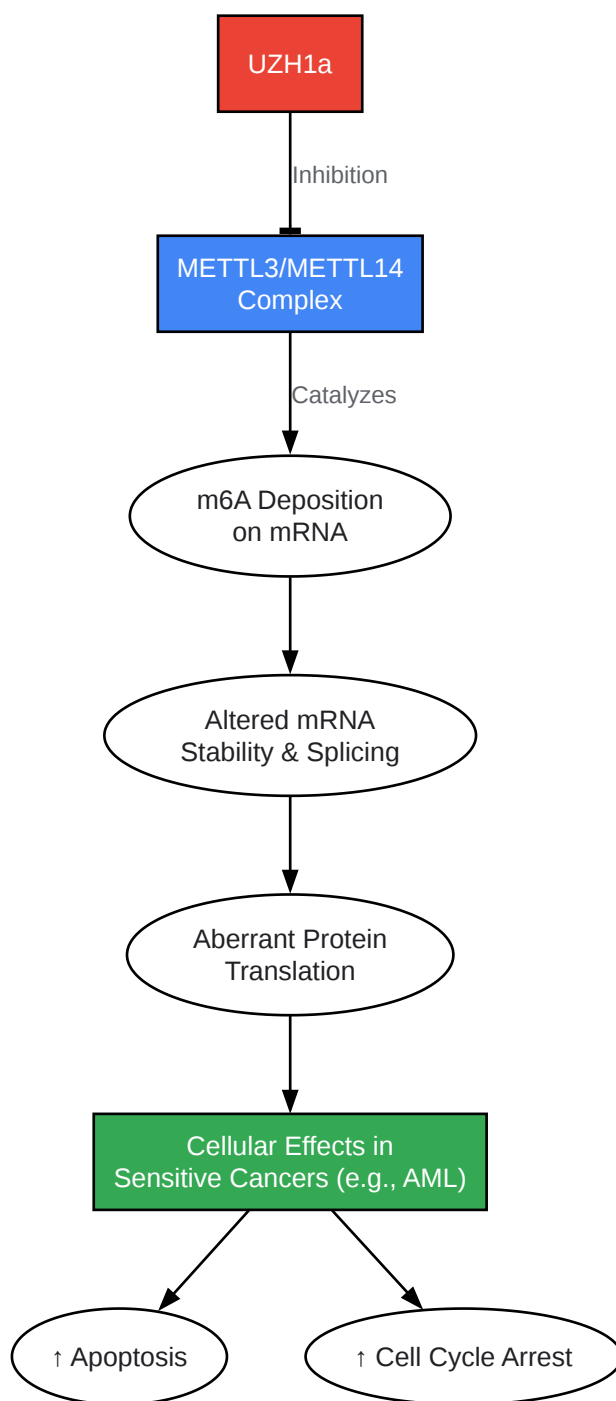 UZH1a
Inhibition
METTL3/METTL14
Complex
Catalyzes
m6A Deposition
on mRNA
Altered mRNA
Stability & Splicing
Aberrant Protein
Translation
Cellular Effects in
Sensitive Cancers (e.g., AML)
↑ Apoptosis
↑ Cell Cycle Arrest